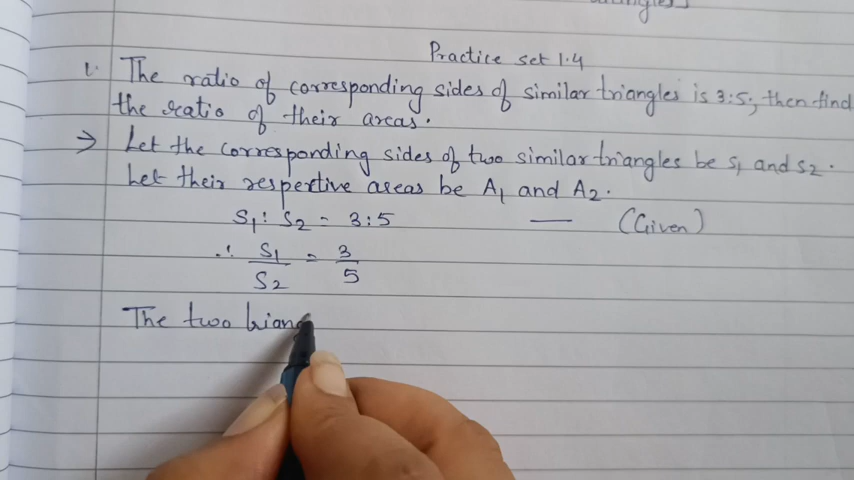 Practice set 1.4
1. The ratio of corresponding sides of similar triangles is 3:5, then find
the ratio of their areas.
→ Let the corresponding sides of two similar triangles be s₁ and s₂.
Let their respertive areas be A₁ and A₂.
S₁ : S₂ = 3:5 — (Given)
∴ S₁/S₂ = 3/5
The two triang